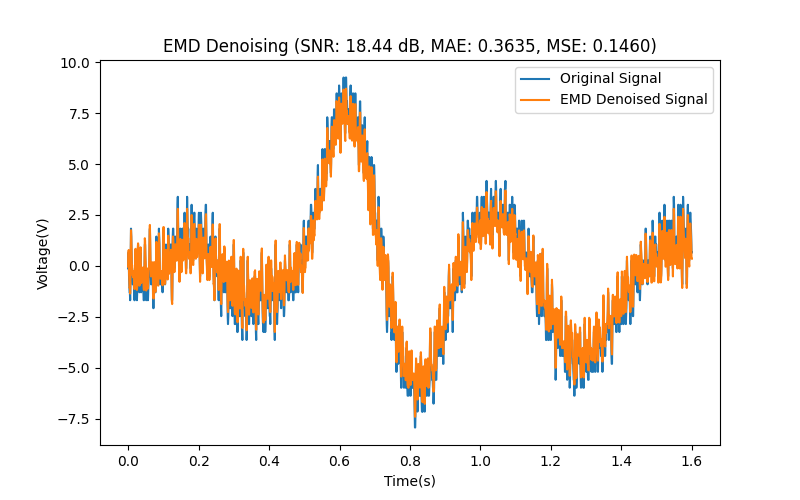 EMD Denoising (SNR: 18.44 dB, MAE: 0.3635, MSE: 0.1460)
Original Signal
EMD Denoised Signal
10.0
7.5
5.0
2.5
0.0
−2.5
−5.0
−7.5
Voltage(V)
0.0 0.2 0.4 0.6 0.8 1.0 1.2 1.4 1.6
Time(s)